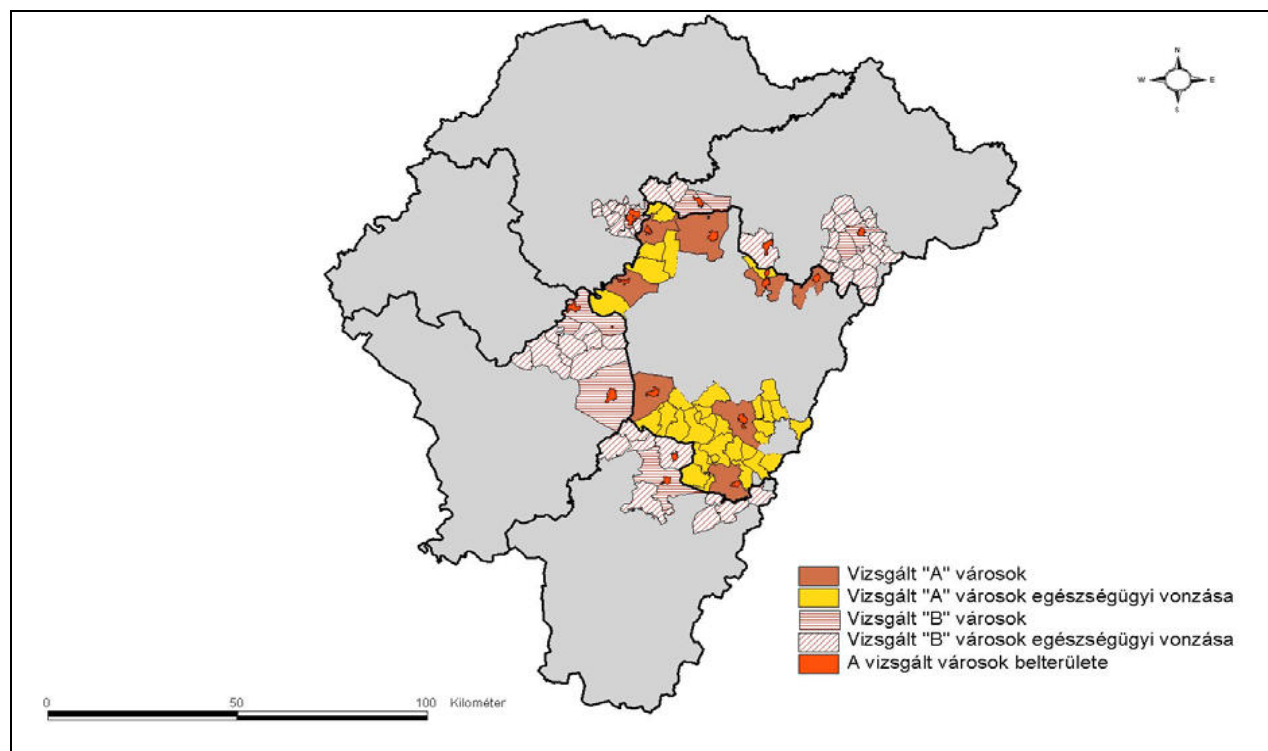 N
W E
S
Vizsgált "A" városok
Vizsgált "A" városok egészségügyi vonzása
Vizsgált "B" városok
Vizsgált "B" városok egészségügyi vonzása
A vizsgált városok belterülete
0 50 100 Kilométer